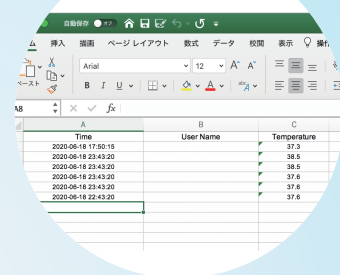 自動保存 オフ
挿入 描画 ページ レイアウト 数式 データ 校閲 表示
ペースト Arial 12 A^ Aˇ
B I U A
A8 fx
A B C
Time User Name Temperature
2020-06-18 17:50:15 37.3
2020-06-18 23:43:20 38.5
2020-06-18 23:43:20 38.5
2020-06-18 23:43:20 37.6
2020-06-18 23:43:20 37.6
2020-06-18 22:43:20 37.6